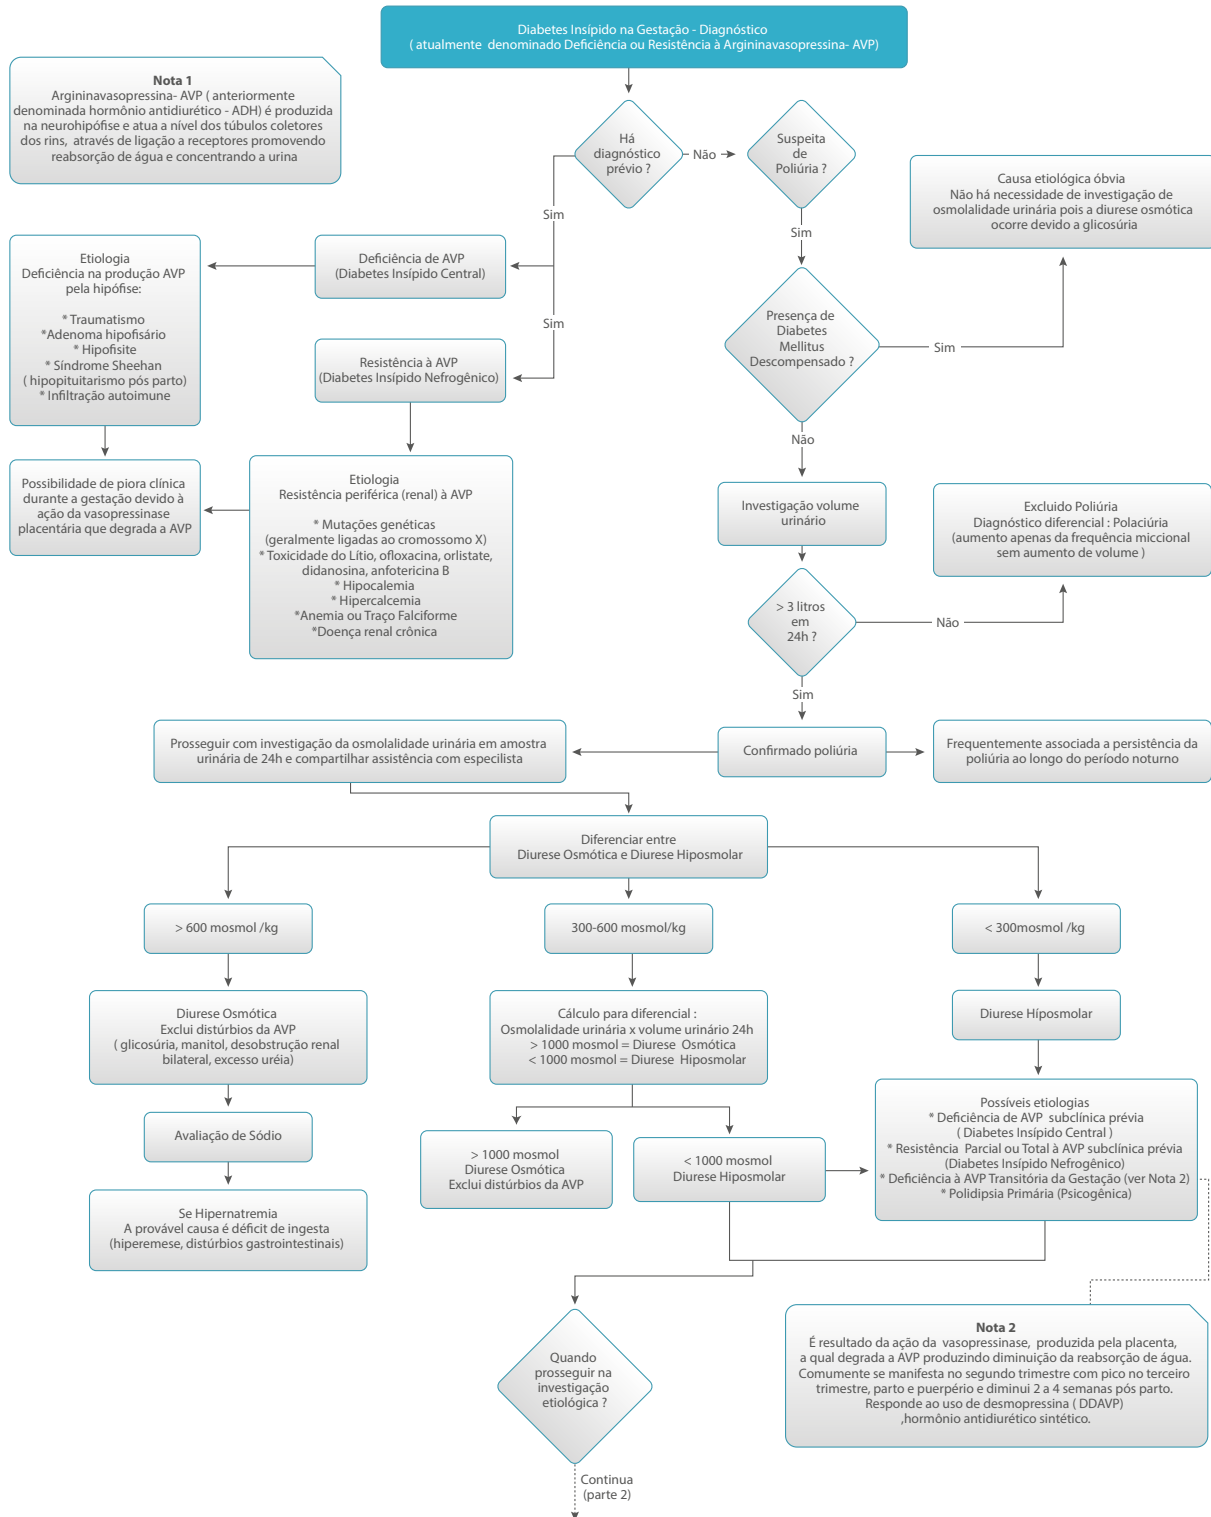 Diabetes Insípido na Gestação - Diagnóstico
( atualmente  denominado Deficiência ou Resistência à Argininavasopressina- AVP)
Nota 1
Argininavasopressina- AVP ( anteriormente
denominada hormônio antidiurético - ADH) é produzida
na neurohipófise e atua a nível dos túbulos coletores
dos rins,  através de ligação a receptores promovendo
reabsorção de água e concentrando a urina
Há
diagnóstico
prévio ?
Não
Suspeita
de
Poliúria ?
Causa etiológica óbvia
Não há necessidade de investigação de
osmolalidade urinária pois a diurese osmótica
ocorre devido a glicosúria
Sim
Sim
Etiologia
Deficiência na produção AVP
pela hipófise:
* Traumatismo
*Adenoma hipofisário
* Hipofisite
* Síndrome Sheehan
( hipopituitarismo pós parto)
* Infiltração autoimune
Deficiência de AVP
(Diabetes Insípido Central)
Sim
Presença de
Diabetes
Mellitus
Descompensado ?
Sim
Resistência à AVP
(Diabetes Insípido Nefrogênico)
Não
Possibilidade de piora clínica
durante a gestação devido à
ação da vasopressinase
placentária que degrada a AVP
Etiologia
Resistência periférica (renal) à AVP
* Mutações genéticas
(geralmente ligadas ao cromossomo X)
* Toxicidade do Lítio, ofloxacina, orlistate,
didanosina, anfotericina B
* Hipocalemia
* Hipercalcemia
*Anemia ou Traço Falciforme
*Doença renal crônica
Investigação volume
urinário
Excluido Poliúria
Diagnóstico diferencial : Polaciúria
(aumento apenas da frequência miccional
sem aumento de volume )
> 3 litros
em
24h ?
Não
Sim
Prosseguir com investigação da osmolalidade urinária em amostra
urinária de 24h e compartilhar assistência com especilista
Confirmado poliúria
Frequentemente associada a persistência da
poliúria ao longo do período noturno
Diferenciar entre
Diurese Osmótica e Diurese Hiposmolar
> 600 mosmol /kg
300-600 mosmol/kg
< 300mosmol /kg
Diurese Osmótica
Exclui distúrbios da AVP
( glicosúria, manitol, desobstrução renal
bilateral, excesso uréia)
Cálculo para diferencial :
Osmolalidade urinária x volume urinário 24h
> 1000 mosmol = Diurese  Osmótica
< 1000 mosmol = Diurese  Hiposmolar
Diurese Híposmolar
Avaliação de Sódio
> 1000 mosmol
Diurese Osmótica
Exclui distúrbios da AVP
< 1000 mosmol
Diurese Hiposmolar
Possíveis etiologias
* Deficiência de AVP  subclínica prévia
( Diabetes Insípido Central )
* Resistência  Parcial ou Total à AVP subclínica prévia
(Diabetes Insípido Nefrogênico)
* Deficiência à AVP Transitória da Gestação (ver Nota 2)
* Polidipsia Primária (Psicogênica)
Se Hipernatremia
A provável causa é déficit de ingesta
(hiperemese, distúrbios gastrointestinais)
Quando
prosseguir na
investigação
etiológica ?
Nota 2
É resultado da ação da  vasopressinase,  produzida pela placenta,
a qual degrada a AVP produzindo diminuição da reabsorção de água.
Comumente se manifesta no segundo trimestre com pico no terceiro
trimestre, parto e puerpério e diminui 2 a 4 semanas pós parto.
Responde ao uso de desmopressina ( DDAVP)
,hormônio antidiurético sintético.
Continua
(parte 2)